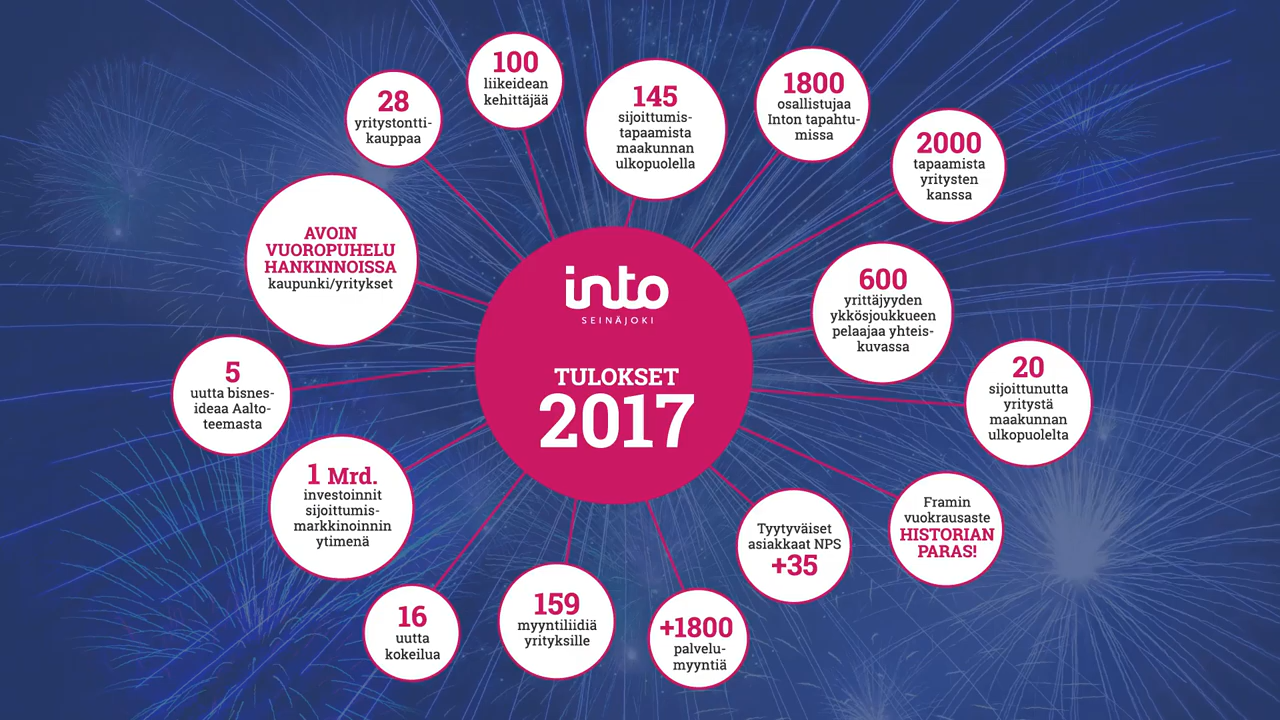 100
liikeidean
kehittäjää
28
yritystontti-
kauppaa
145
sijoittumis-
tapaamista
maakunnan
ulkopuolella
1800
osallistujaa
Inton tapahtu-
missa
2000
tapaamista
yritysten
kanssa
AVOIN
VUOROPUHELU
HANKINNOISSA
kaupunki/yritykset
into
SEINÄJOKI
TULOKSET
2017
600
yrittäjyyden
ykkösjoukkueen
pelaajaa yhteis-
kuvassa
5
uutta bisnes-
ideaa Aalto-
teemasta
20
sijoittunutta
yritystä
maakunnan
ulkopuolelta
1 Mrd.
investoinnit
sijoittumis-
markkinoinnin
ytimenä
Tyytyväiset
asiakkaat NPS
+35
Framin
vuokrausaste
HISTORIAN
PARAS!
16
uutta
kokeilua
159
myyntiliidiä
yrityksille
+1800
palvelu-
myyntiä